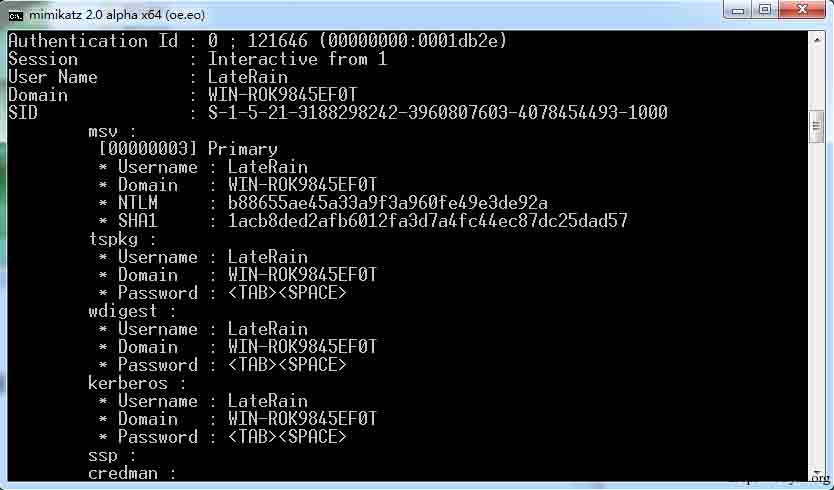 mimikatz 2.0 alpha x64 (oe.eo)
Authentication Id : 0 ; 121646 (00000000:0001db2e)
Session           : Interactive from 1
User Name         : LateRain
Domain            : WIN-ROK9845EF0T
SID               : S-1-5-21-3188298242-3960807603-4078454493-1000
        msv :
         [00000003] Primary
         * Username : LateRain
         * Domain   : WIN-ROK9845EF0T
         * NTLM     : b88655ae45a33a9f3a960fe49e3de92a
         * SHA1     : 1acb8ded2afb6012fa3d7a4fc44ec87dc25dad57
        tspkg :
         * Username : LateRain
         * Domain   : WIN-ROK9845EF0T
         * Password : <TAB><SPACE>
        wdigest :
         * Username : LateRain
         * Domain   : WIN-ROK9845EF0T
         * Password : <TAB><SPACE>
        kerberos :
         * Username : LateRain
         * Domain   : WIN-ROK9845EF0T
         * Password : <TAB><SPACE>
        ssp :
        credman :